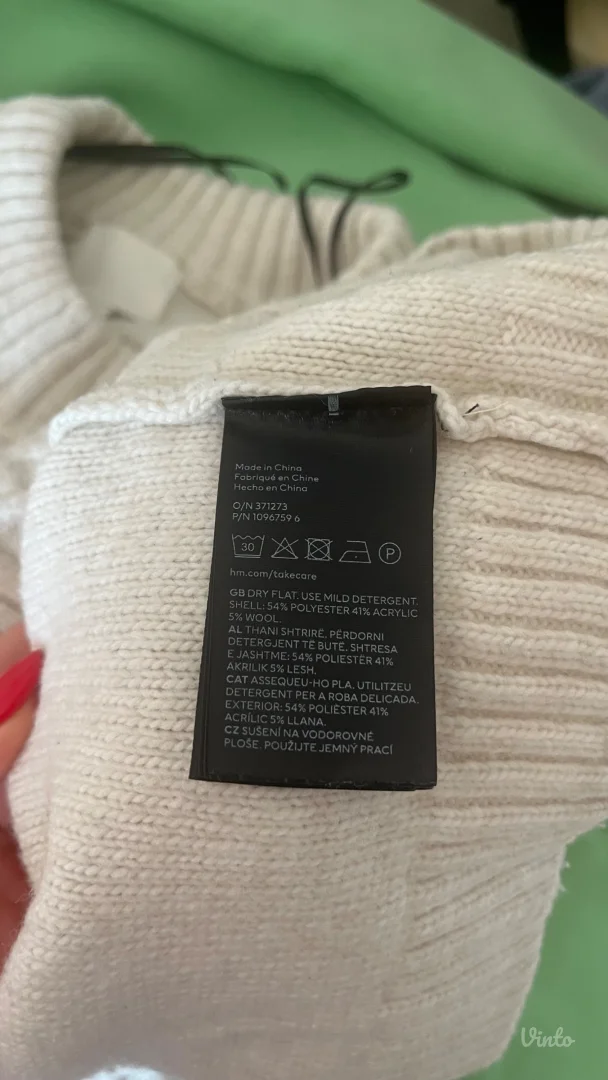 Made in China
Fabriqué en Chine
Hecho en China
O/N 371273
P/N 1096759 6
30
P
hm.com/takecare
GB DRY FLAT. USE MILD DETERGENT.
SHELL: 54% POLYESTER 41% ACRYLIC
5% WOOL.
AL THANI SHTRIRË, PËRDORNI
DETERGJENT TË BUTË. SHTRESA
E JASHTME: 54% POLIESTËR 41%
AKRILIK 5% LESH.
CAT ASSEQUEU-HO PLA. UTILITZEU
DETERGENT PER A ROBA DELICADA.
EXTERIOR: 54% POLIÈSTER 41%
ACRÍLIC 5% LLANA.
CZ SUŠENÍ NA VODOROVNÉ
PLOŠE. POUŽIJTE JEMNÝ PRACÍ
Vinto